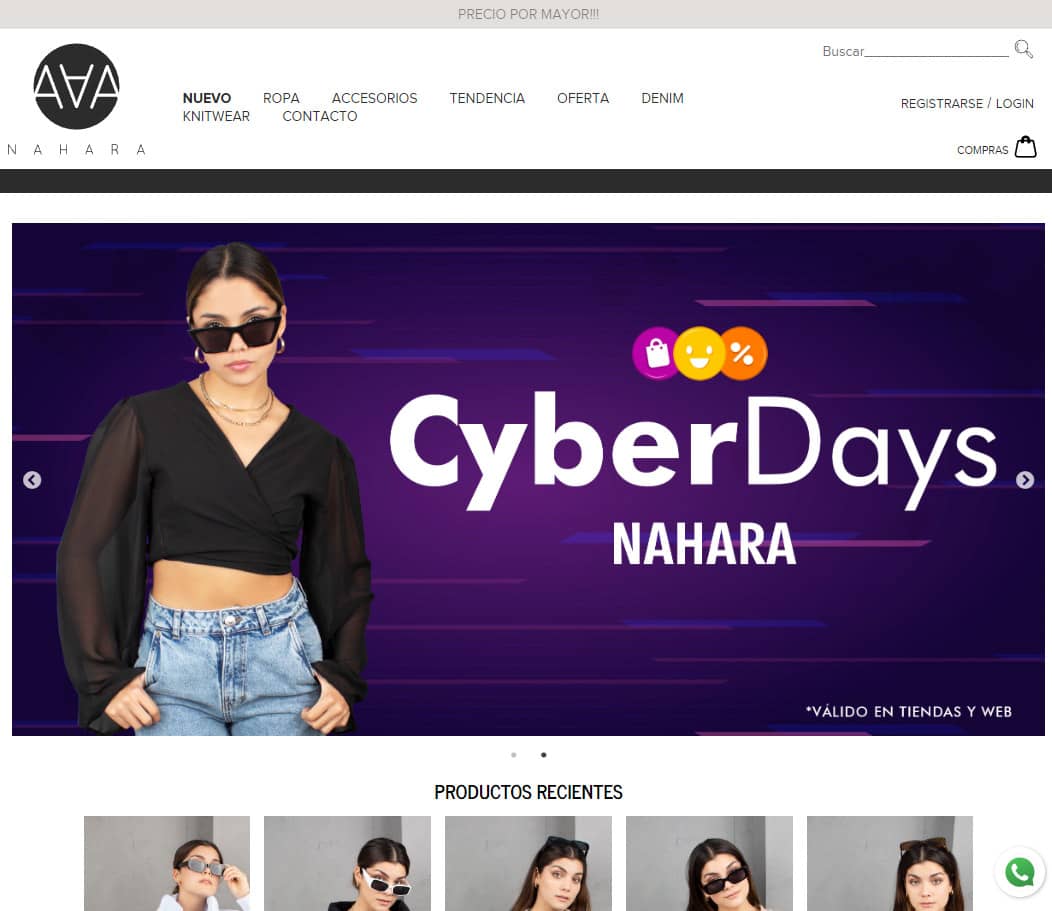 PRECIO POR MAYOR!!!
Buscar
NAHARA
NUEVO ROPA ACCESORIOS TENDENCIA OFERTA DENIM
KNITWEAR CONTACTO
REGISTRARSE / LOGIN
COMPRAS
%
CyberDays
NAHARA
*VÁLIDO EN TIENDAS Y WEB
PRODUCTOS RECIENTES